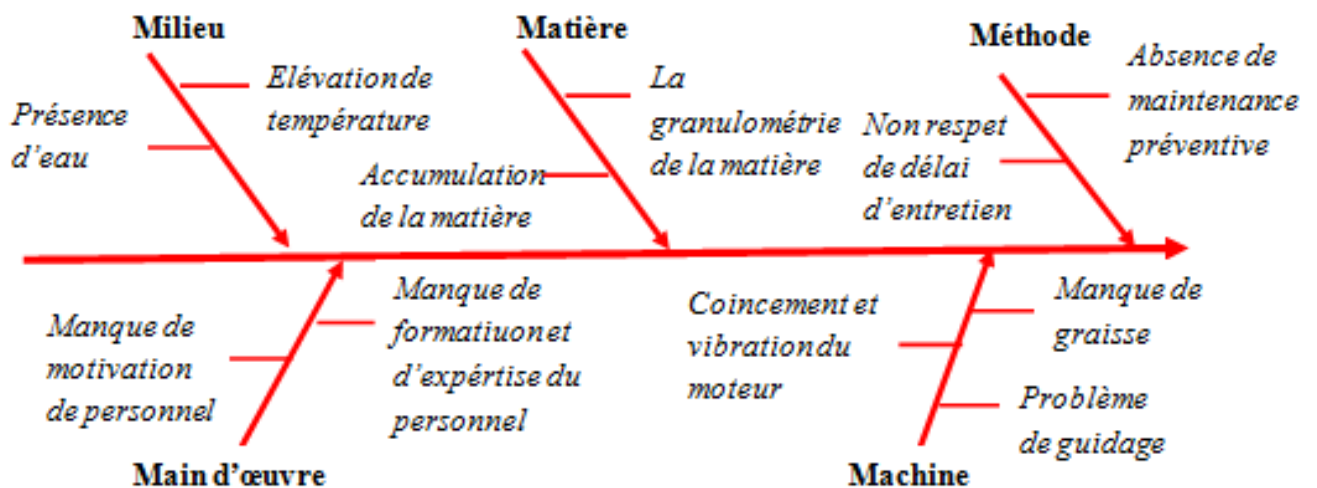 Milieu
Elévation de
température
Présence
d’eau
Matière
La
granulométrie
de la matière
Accumulation
de la matière
Méthode
Absence de
maintenance
préventive
Non respet
de délai
d’entretien
Manque de
motivation
de personnel
Manque de
formatiuon et
d’expértise du
personnel
Main d’œuvre
Coincement et
vibration du
moteur
Manque de
graisse
Problème
de guidage
Machine